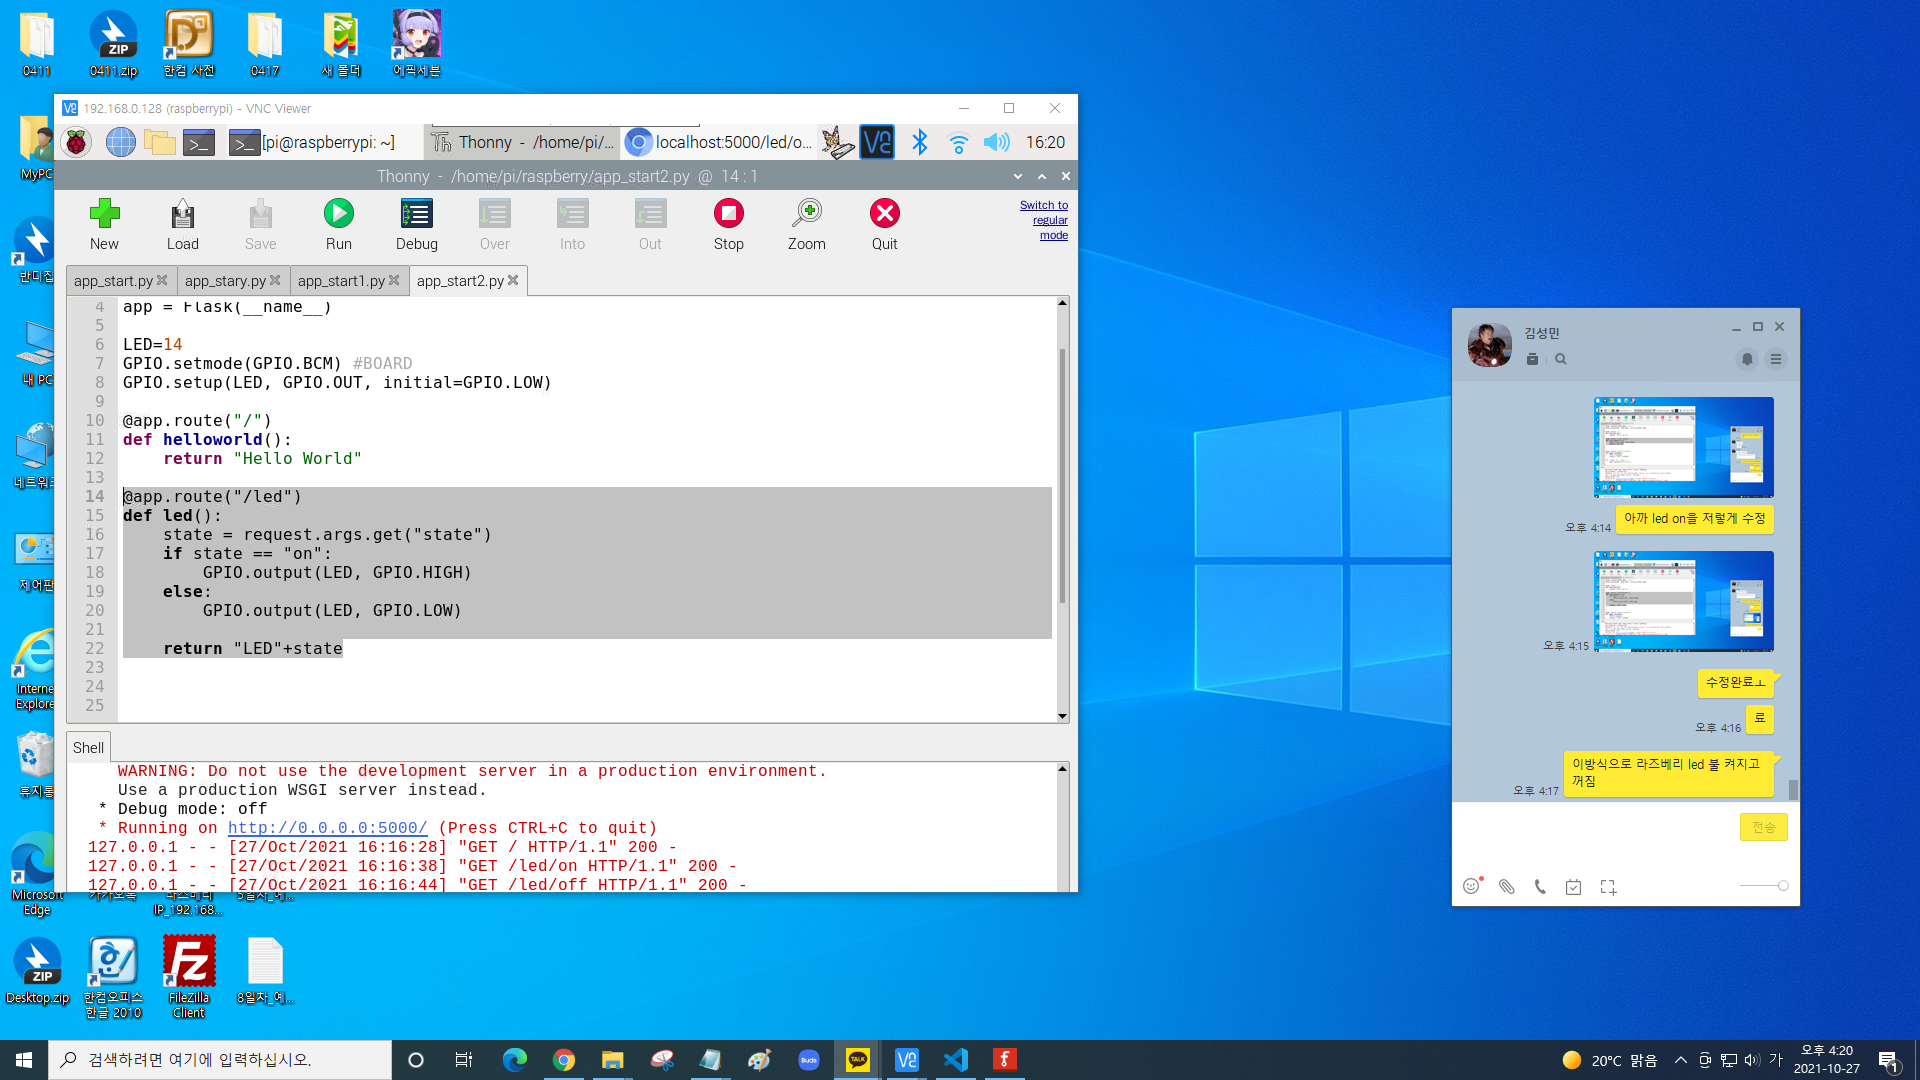 0411
0411.zip
한컴 사전
0417
새 폴더
에픽세븐
MyPC
반디집
내 PC
네트워크
제어판
Internet
Explorer
휴지통
Microsoft
Edge
카카오톡
라즈베리
IP_192.168...
Desktop.zip
한컴오피스
한글 2010
FileZilla
Client
8일차_예...
192.168.0.128 (raspberrypi) - VNC Viewer
[pi@raspberrypi: ~]
Thonny - /home/pi/...
localhost:5000/led/o...
16:20
Thonny - /home/pi/raspberry/app_start2.py @ 14 : 1
New
Load
Save
Run
Debug
Over
Into
Out
Stop
Zoom
Quit
Switch to
regular
mode
app_start.py
app_stary.py
app_start1.py
app_start2.py
4 app = Flask(__name__)
5
6 LED=14
7 GPIO.setmode(GPIO.BCM) #BOARD
8 GPIO.setup(LED, GPIO.OUT, initial=GPIO.LOW)
9
10 @app.route("/")
11 def helloworld():
12     return "Hello World"
13
14 @app.route("/led")
15 def led():
16     state = request.args.get("state")
17     if state == "on":
18         GPIO.output(LED, GPIO.HIGH)
19     else:
20         GPIO.output(LED, GPIO.LOW)
21
22     return "LED"+state
23
24
25
Shell
WARNING: Do not use the development server in a production environment.
Use a production WSGI server instead.
* Debug mode: off
* Running on http://0.0.0.0:5000/ (Press CTRL+C to quit)
127.0.0.1 - - [27/Oct/2021 16:16:28] "GET / HTTP/1.1" 200 -
127.0.0.1 - - [27/Oct/2021 16:16:38] "GET /led/on HTTP/1.1" 200 -
127.0.0.1 - - [27/Oct/2021 16:16:44] "GET /led/off HTTP/1.1" 200 -
김성민
오후 4:14
아까 led on을 저렇게 수정
오후 4:15
수정완료ㅗ
오후 4:16
료
이방식으로 라즈베리 led 불 켜지고
꺼짐
오후 4:17
전송
검색하려면 여기에 입력하십시오.
Buds
TALK
20°C 맑음
가
오후 4:20
2021-10-27
1